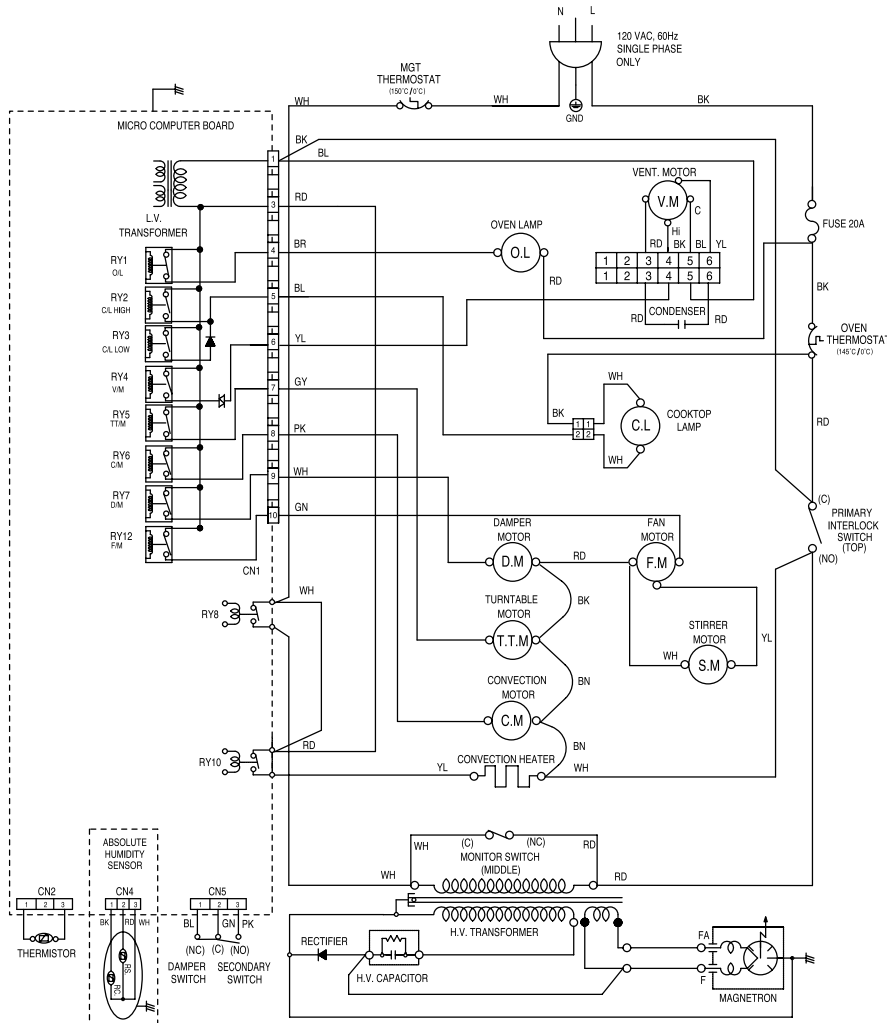 N L
120 VAC, 60Hz
SINGLE PHASE
ONLY
MGT
THERMOSTAT
(150°C/0°C)
WH
WH
BK
GND
MICRO COMPUTER BOARD
BK
BL
1
VENT. MOTOR
V.M
C
Hi
RD BK BL YL
1 2 3 4 5 6
1 2 3 4 5 6
RD CONDENSER RD
FUSE 20A
BK
L.V.
TRANSFORMER
3
RD
OVEN LAMP
O.L
RD
RY1
O/L
4
BR
RY2
C/L HIGH
5
BL
RY3
C/L LOW
6
YL
OVEN
THERMOSTAT
(145°C/0°C)
RY4
V/M
7
GY
WH
BK
1 1
2 2
C.L
COOKTOP
LAMP
WH
RD
RY5
TT/M
8
PK
RY6
C/M
9
WH
RY7
D/M
10
GN
RY12
F/M
CN1
(C)
PRIMARY
INTERLOCK
SWITCH
(TOP)
(NO)
DAMPER
MOTOR
D.M
RD
FAN
MOTOR
F.M
BK
WH
RY8
TURNTABLE
MOTOR
T.T.M
STIRRER
MOTOR
WH
S.M
YL
BN
CONVECTION
MOTOR
C.M
BN
RD
RY10
YL
CONVECTION HEATER
WH
(C) (NC)
WH
RD
MONITOR SWITCH
(MIDDLE)
WH
RD
H.V. TRANSFORMER
ABSOLUTE
HUMIDITY
SENSOR
CN2
1 2 3
CN4
1 2 3
CN5
1 2 3
BK RD WH
BL GN PK
(NC) (C) (NO)
THERMISTOR
DAMPER
SWITCH
SECONDARY
SWITCH
RS
RC
RECTIFIER
H.V. CAPACITOR
FA
F
MAGNETRON